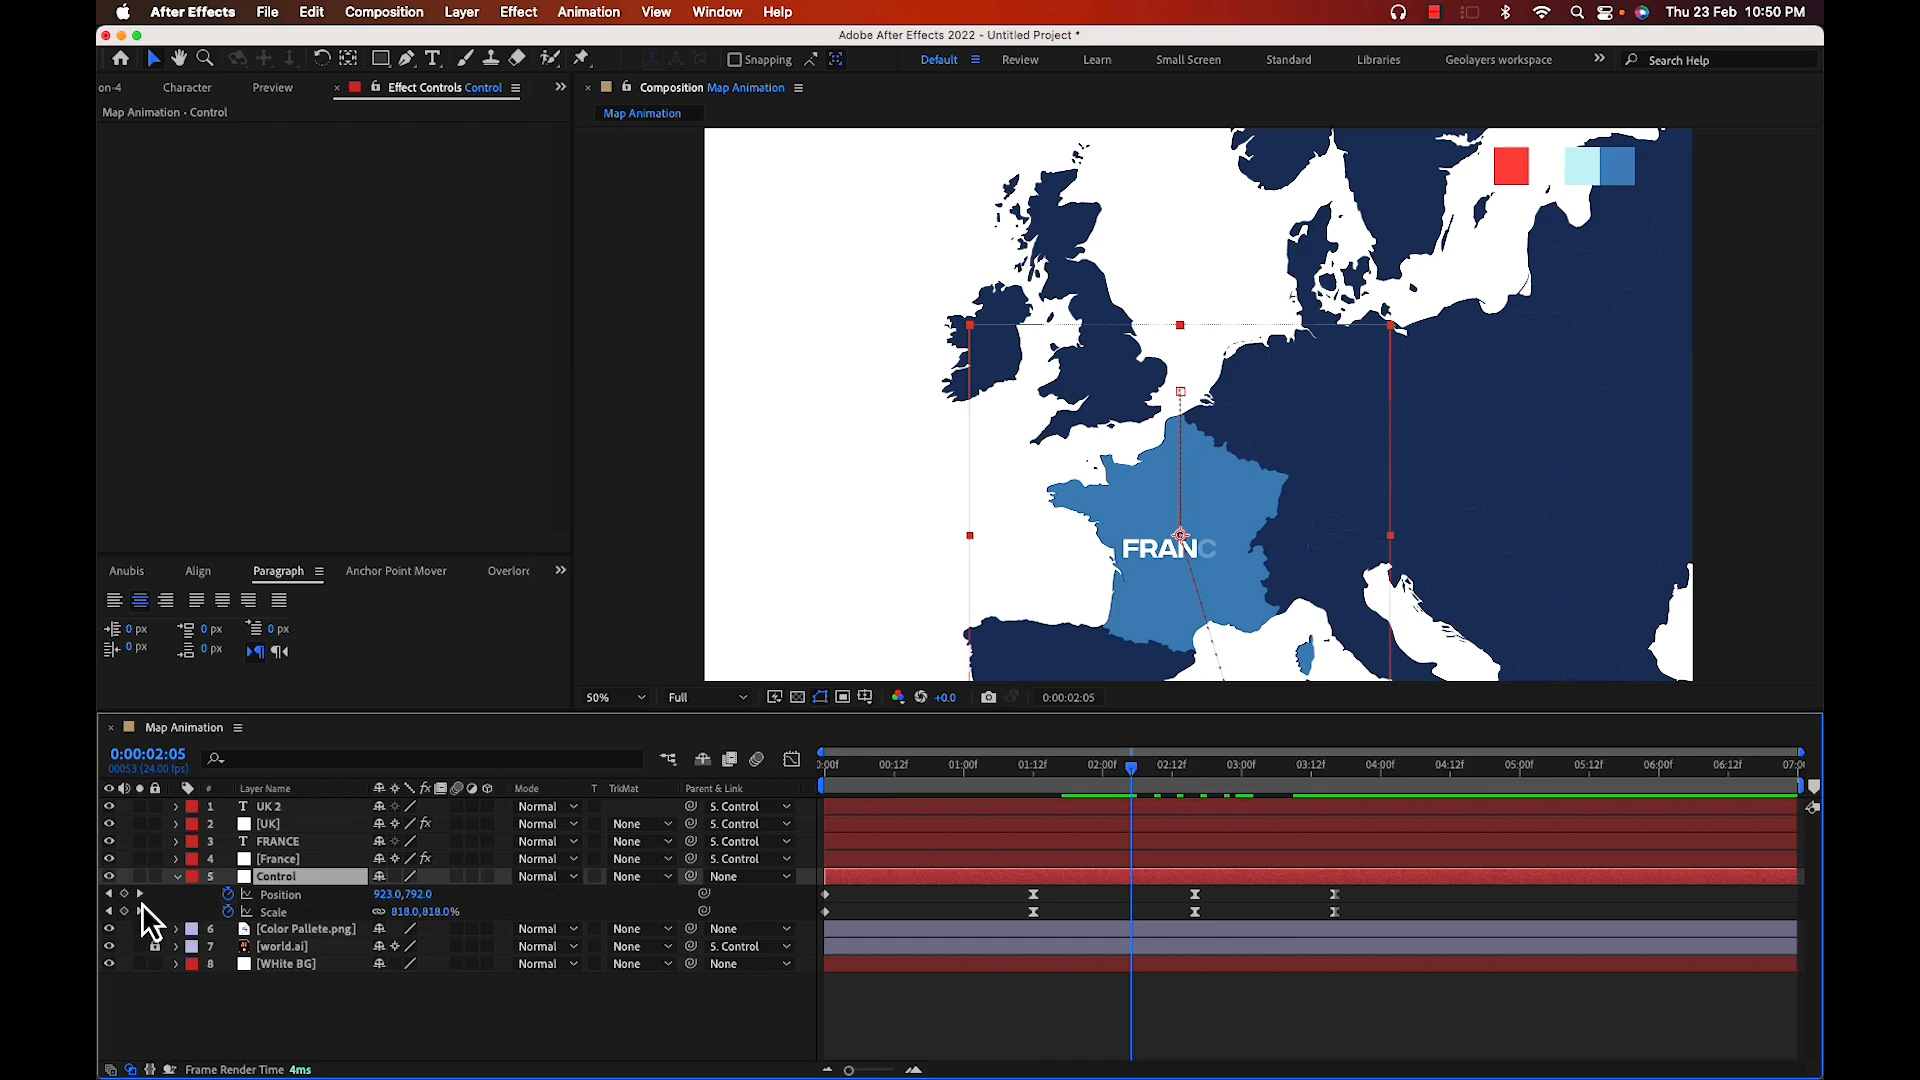 After Effects File Edit Composition Layer Effect Animation View Window Help Thu 23 Feb 10:50 PM
Adobe After Effects 2022 - Untitled Project *
Snapping Default Review Learn Small Screen Standard Libraries Geolayers workspace Search Help
on-4 Character Preview Effect Controls Control Composition Map Animation
Map Animation • Control
Map Animation
FRANC
Anubis Align Paragraph Anchor Point Mover Overlord
0 px 0 px 0 px
0 px 0 px
50% Full +0.0 0:00:02:05
Map Animation
0:00:02:05
00053 (24.00 fps)
):00f 00:12f 01:00f 01:12f 02:00f 02:12f 03:00f 03:12f 04:00f 04:12f 05:00f 05:12f 06:00f 06:12f 07:0(
# Layer Name fx Mode T TrkMat Parent & Link
1 T UK 2 Normal 5. Control
2 [UK] fx Normal None 5. Control
3 T FRANCE Normal None 5. Control
4 [France] fx Normal None 5. Control
5 Control Normal None None
Position 923.0,792.0
Scale 818.0,818.0%
6 [Color Pallete.png] Normal None None
7 [world.ai] Normal None 5. Control
8 [WHite BG] Normal None None
Frame Render Time 4ms